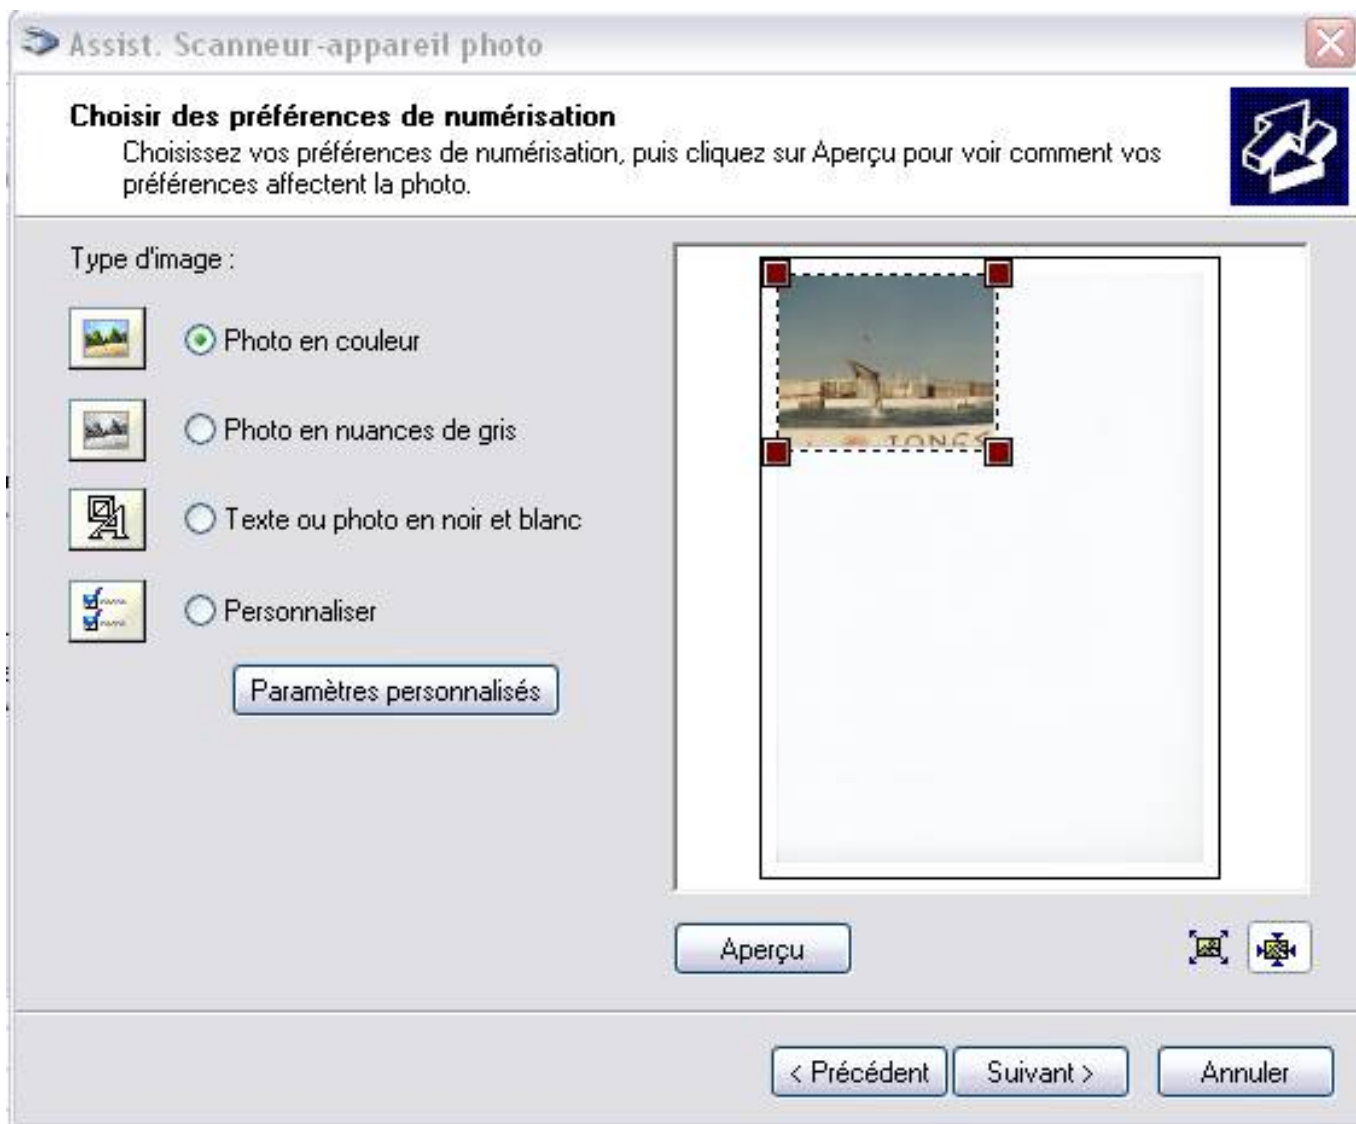 Assist. Scanneur-appareil photo
Choisir des préférences de numérisation
Choisissez vos préférences de numérisation, puis cliquez sur Aperçu pour voir comment vos
préférences affectent la photo.
Type d'image :
Photo en couleur
Photo en nuances de gris
Texte ou photo en noir et blanc
Personnaliser
Paramètres personnalisés
Aperçu
< Précédent
Suivant >
Annuler